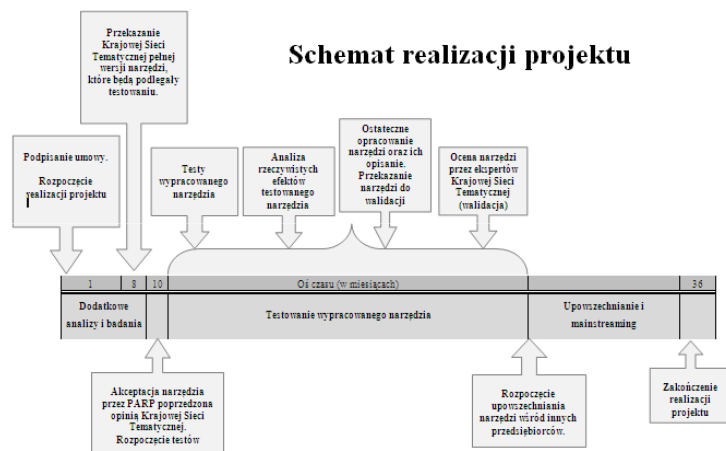 Schemat realizacji projektu
Przekazanie
Krajowej Sieci
Tematycznej pełnej
wersji narzędzi,
które będą podlegały
testowaniu.
Podpisanie umowy.
Rozpoczęcie
realizacji projektu
Testy
wypracowanego
narzędzia
Analiza
rzeczywistych
efektów
testowanego
narzędzia
Ostateczne
opracowanie
narzędzi oraz ich
opisanie.
Przekazanie
narzędzi do
walidacji
Ocena narzędzi
przez ekspertów
Krajowej Sieci
Tematycznej
(walidacja)
1
8
10
Oś czasu (w miesiącach)
36
Dodatkowe
analizy i badania
Testowanie wypracowanego narzędzia
Upowszechnianie i
mainstreaming
Akceptacja narzędzia
przez PARP poprzedzona
opinią Krajowej Sieci
Tematycznej.
Rozpoczęcie testów
Rozpoczęcie
upowszechniania
narzędzi wśród innych
przedsiębiorców.
Zakończenie
realizacji
projektu